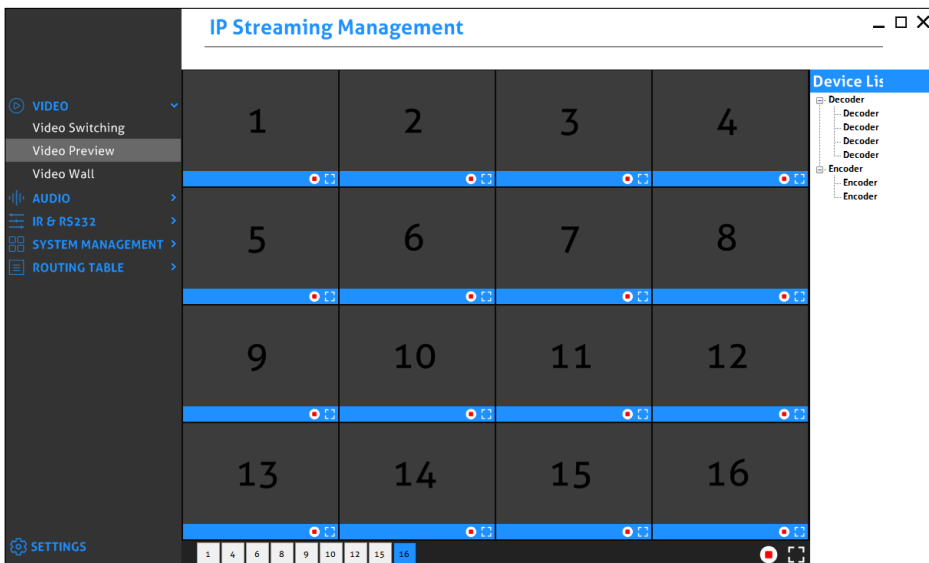 IP Streaming Management
VIDEO
Video Switching
Video Preview
Video Wall
AUDIO
IR & RS232
SYSTEM MANAGEMENT
ROUTING TABLE
SETTINGS
1 2 3 4
5 6 7 8
9 10 11 12
13 14 15 16
1 4 6 8 9 10 12 15 16
Device Lis
Decoder
Decoder
Decoder
Decoder
Decoder
Encoder
Encoder
Encoder